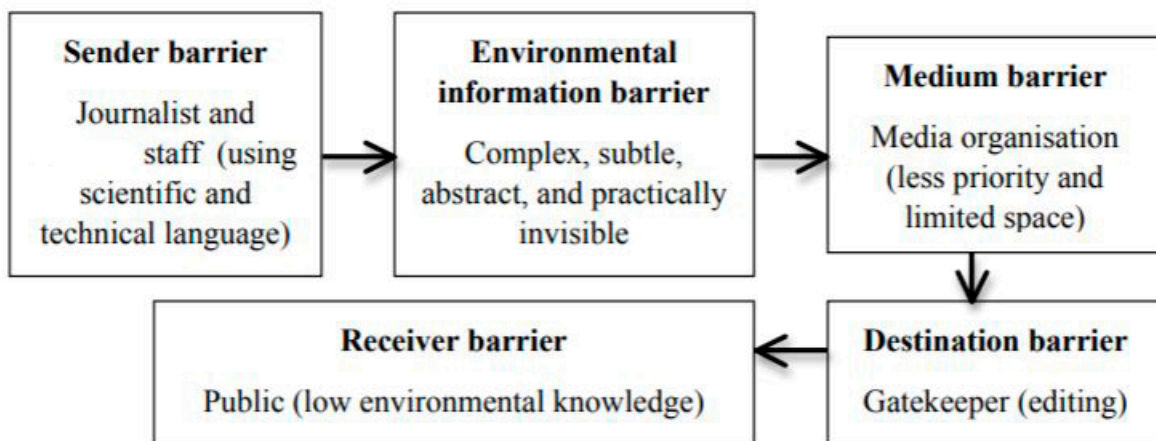 Sender barrier
Journalist and
staff (using
scientific and
technical language)
Environmental
information barrier
Complex, subtle,
abstract, and practically
invisible
Medium barrier
Media organisation
(less priority and
limited space)
Destination barrier
Gatekeeper (editing)
Receiver barrier
Public (low environmental knowledge)